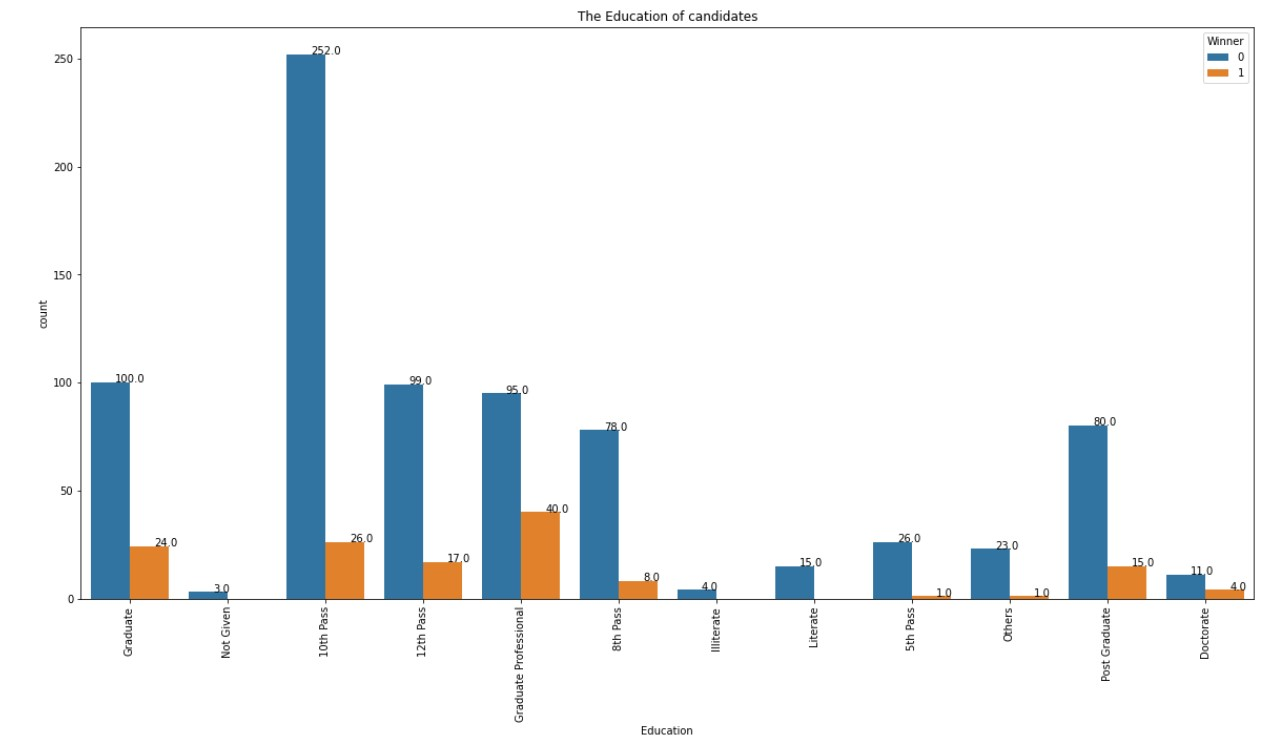 The Education of candidates
Winner
0
1
250
200
150
100
50
0
count
100.0
24.0
3.0
252.0
26.0
99.0
17.0
95.0
40.0
78.0
8.0
4.0
15.0
26.0
1.0
23.0
1.0
80.0
15.0
11.0
4.0
Graduate
Not Given
10th Pass
12th Pass
Graduate Professional
8th Pass
Illiterate
Literate
5th Pass
Others
Post Graduate
Doctorate
Education